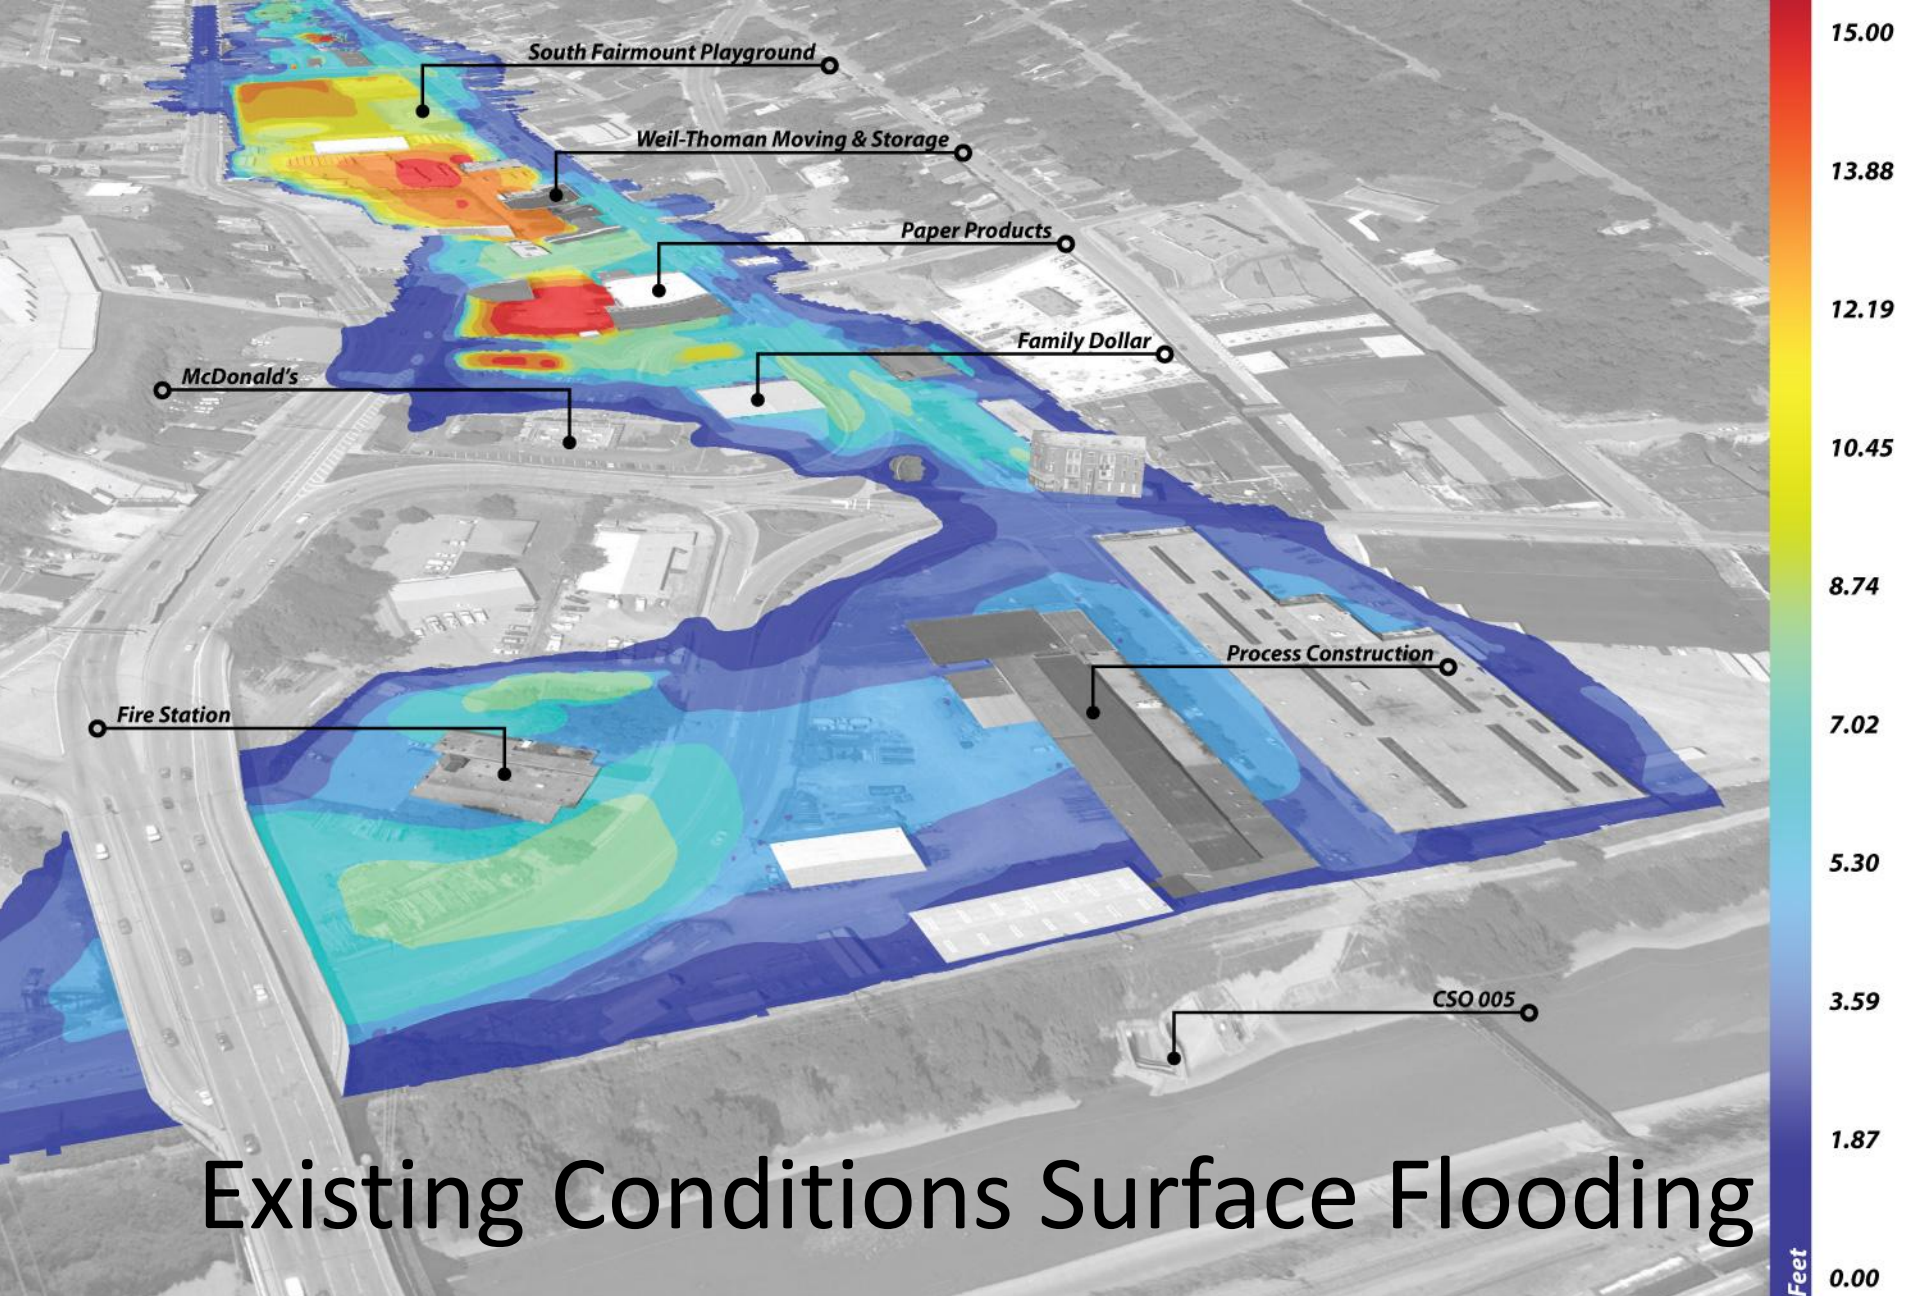 South Fairmount Playground
Weil-Thoman Moving & Storage
Paper Products
Family Dollar
McDonald's
Process Construction
Fire Station
CSO 005
Existing Conditions Surface Flooding
15.00
13.88
12.19
10.45
8.74
7.02
5.30
3.59
1.87
0.00
Feet